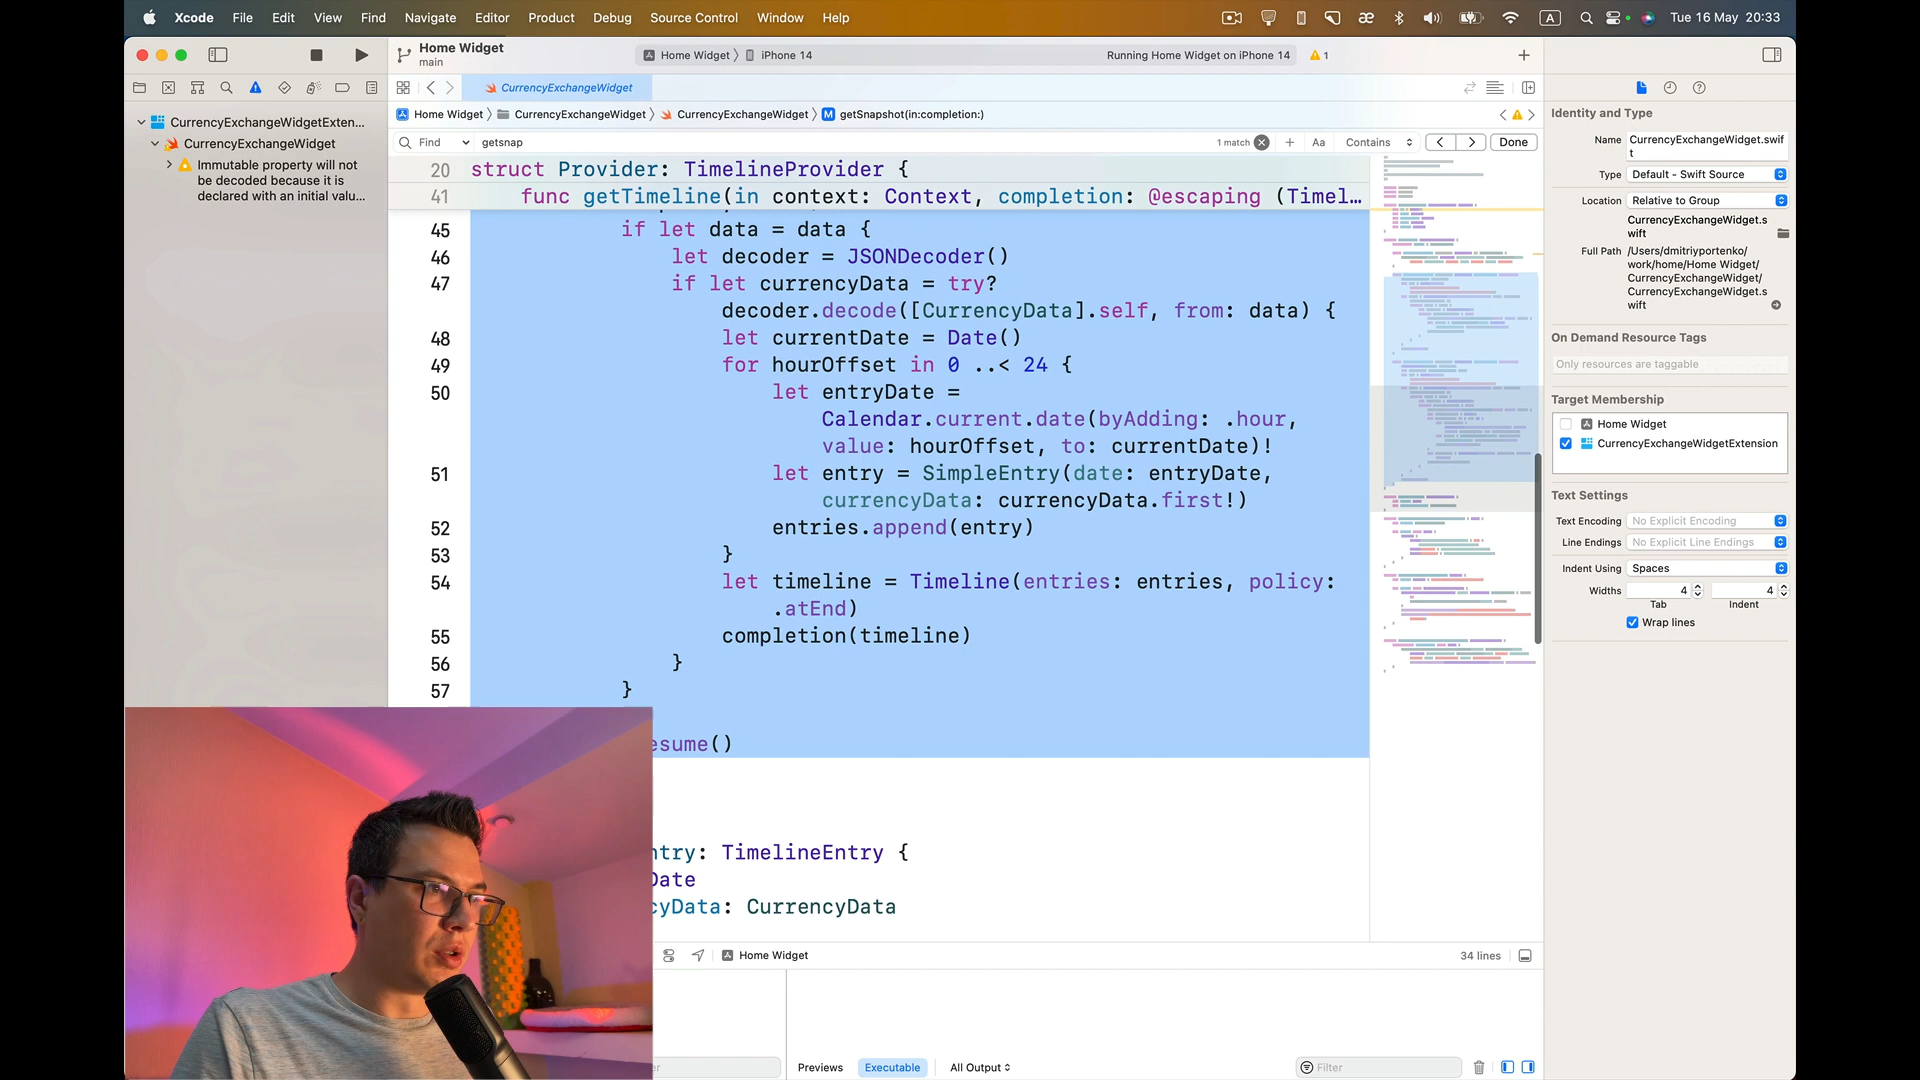 Xcode File Edit View Find Navigate Editor Product Debug Source Control Window Help
A Tue 16 May 20:33
Home Widget
main
Home Widget iPhone 14
Running Home Widget on iPhone 14
1
CurrencyExchangeWidget
Home Widget CurrencyExchangeWidget CurrencyExchangeWidget M getSnapshot(in:completion:)
Find getsnap 1 match Aa Contains Done
CurrencyExchangeWidgetExten...
CurrencyExchangeWidget
Immutable property will not
be decoded because it is
declared with an initial valu...
20 struct Provider: TimelineProvider {
41 func getTimeline(in context: Context, completion: @escaping (Timel…
45 if let data = data {
46 let decoder = JSONDecoder()
47 if let currencyData = try?
decoder.decode([CurrencyData].self, from: data) {
48 let currentDate = Date()
49 for hourOffset in 0 ..< 24 {
50 let entryDate =
Calendar.current.date(byAdding: .hour,
value: hourOffset, to: currentDate)!
51 let entry = SimpleEntry(date: entryDate,
currencyData: currencyData.first!)
52 entries.append(entry)
53 }
54 let timeline = Timeline(entries: entries, policy:
.atEnd)
55 completion(timeline)
56 }
57 }
esume()
ntry: TimelineEntry {
Date
cyData: CurrencyData
Home Widget
34 lines
Previews Executable All Output
Filter
Identity and Type
Name CurrencyExchangeWidget.swif
t
Type Default - Swift Source
Location Relative to Group
CurrencyExchangeWidget.s
wift
Full Path /Users/dmitriyportenko/
work/home/Home Widget/
CurrencyExchangeWidget/
CurrencyExchangeWidget.s
wift
On Demand Resource Tags
Only resources are taggable
Target Membership
Home Widget
CurrencyExchangeWidgetExtension
Text Settings
Text Encoding No Explicit Encoding
Line Endings No Explicit Line Endings
Indent Using Spaces
Widths 4 4
Tab Indent
Wrap lines